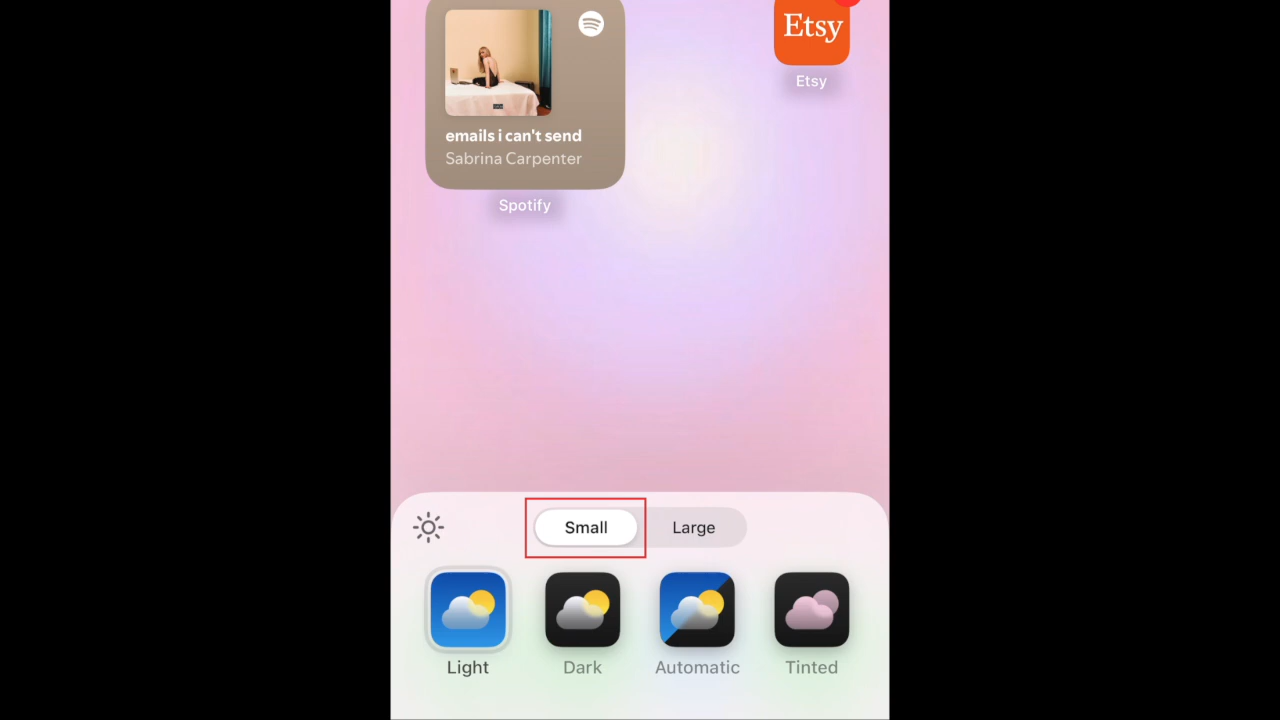 Etsy
Etsy
emails i can't send
Sabrina Carpenter
Spotify
Small
Large
Light
Dark
Automatic
Tinted